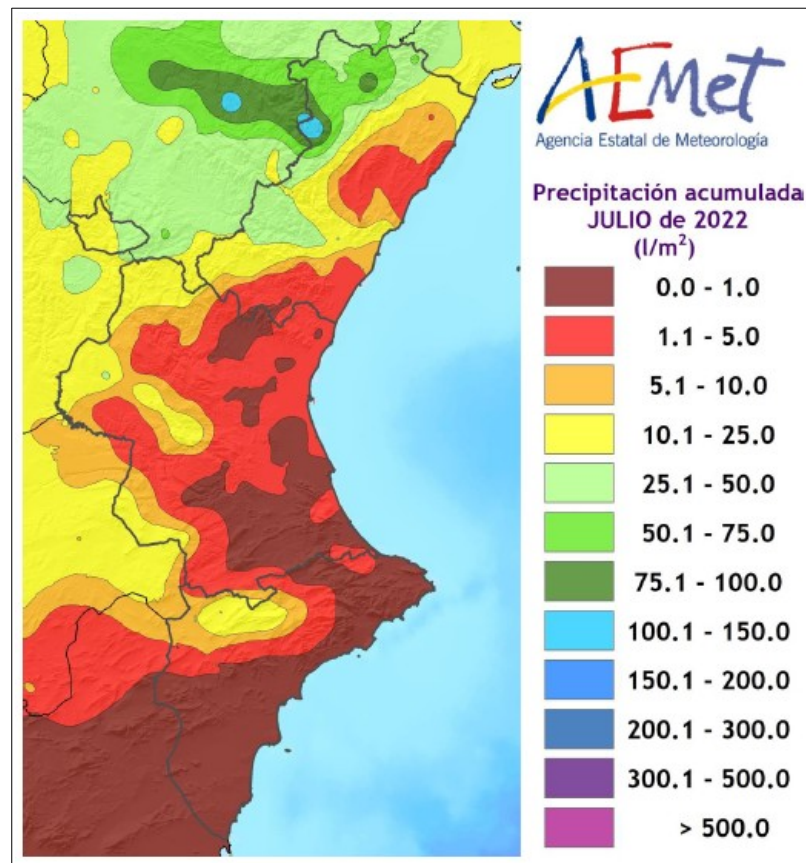 AEmet
Agencia Estatal de Meteorología
Precipitación acumulada
JULIO de 2022
(l/m²)
0.0 - 1.0
1.1 - 5.0
5.1 - 10.0
10.1 - 25.0
25.1 - 50.0
50.1 - 75.0
75.1 - 100.0
100.1 - 150.0
150.1 - 200.0
200.1 - 300.0
300.1 - 500.0
> 500.0